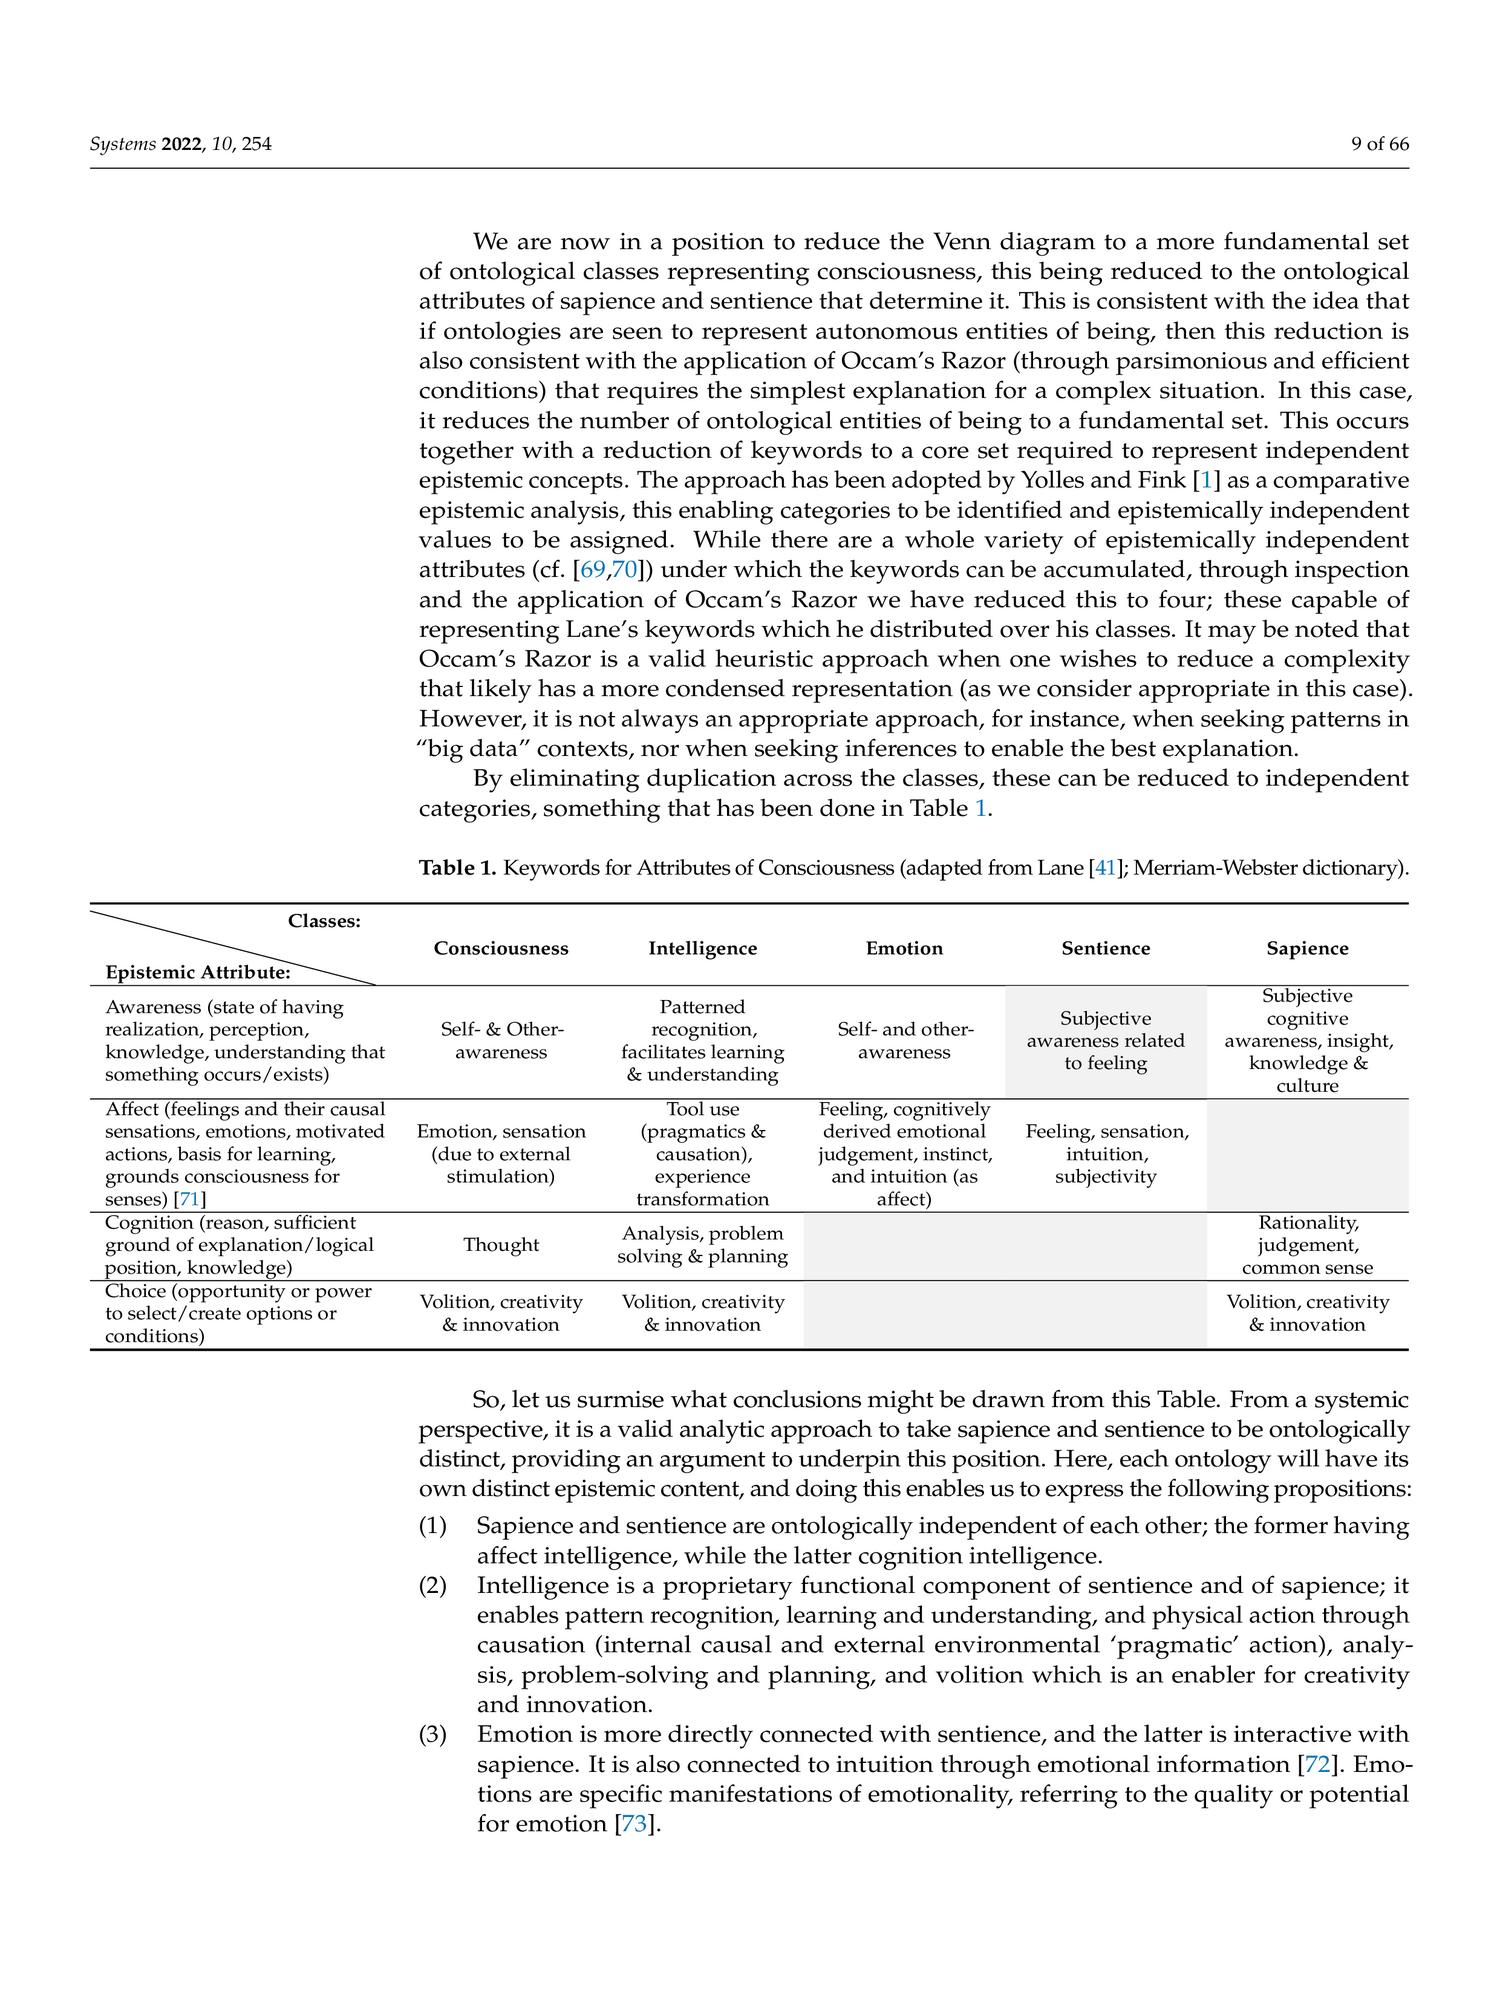 Systems 2022, 10, 254
9 of 66
We are now in a position to reduce the Venn diagram to a more fundamental set
of ontological classes representing consciousness, this being reduced to the ontological
attributes of sapience and sentience that determine it. This is consistent with the idea that
if ontologies are seen to represent autonomous entities of being, then this reduction is
also consistent with the application of Occam's Razor (through parsimonious and efficient
conditions) that requires the simplest explanation for a complex situation. In this case,
it reduces the number of ontological entities of being to a fundamental set. This occurs
together with a reduction of keywords to a core set required to represent independent
epistemic concepts. The approach has been adopted by Yolles and Fink [1] as a comparative
epistemic analysis, this enabling categories to be identified and epistemically independent
values to be assigned. While there are a whole variety of epistemically independent
attributes (cf. [69,70]) under which the keywords can be accumulated, through inspection
and the application of Occam's Razor we have reduced this to four; these capable of
representing Lane's keywords which he distributed over his classes. It may be noted that
Occam's Razor is a valid heuristic approach when one wishes to reduce a complexity
that likely has a more condensed representation (as we consider appropriate in this case).
However, it is not always an appropriate approach, for instance, when seeking patterns in
“big data” contexts, nor when seeking inferences to enable the best explanation.
By eliminating duplication across the classes, these can be reduced to independent
categories, something that has been done in Table 1.
Table 1. Keywords for Attributes of Consciousness (adapted from Lane [41]; Merriam-Webster dictionary).
Classes:
Epistemic Attribute:
Consciousness
Intelligence
Emotion
Sentience
Sapience
Awareness (state of having
realization, perception,
knowledge, understanding that
something occurs/exists)
Self- & Other-
awareness
Patterned
recognition,
facilitates learning
& understanding
Self- and other-
awareness
Subjective
awareness related
to feeling
Subjective
cognitive
awareness, insight,
knowledge &
culture
Affect (feelings and their causal
sensations, emotions, motivated
actions, basis for learning,
grounds consciousness for
senses) [71]
Emotion, sensation
(due to external
stimulation)
Tool use
(pragmatics &
causation),
experience
transformation
Feeling, cognitively
derived emotional
judgement, instinct,
and intuition (as
affect)
Feeling, sensation,
intuition,
subjectivity
Cognition (reason, sufficient
ground of explanation/logical
position, knowledge)
Thought
Analysis, problem
solving & planning
Rationality,
judgement,
common sense
Choice (opportunity or power
to select/create options or
conditions)
Volition, creativity
& innovation
Volition, creativity
& innovation
Volition, creativity
& innovation
So, let us surmise what conclusions might be drawn from this Table. From a systemic
perspective, it is a valid analytic approach to take sapience and sentience to be ontologically
distinct, providing an argument to underpin this position. Here, each ontology will have its
own distinct epistemic content, and doing this enables us to express the following propositions:
(1) Sapience and sentience are ontologically independent of each other; the former having
affect intelligence, while the latter cognition intelligence.
(2) Intelligence is a proprietary functional component of sentience and of sapience; it
enables pattern recognition, learning and understanding, and physical action through
causation (internal causal and external environmental ‘pragmatic’ action), analy-
sis, problem-solving and planning, and volition which is an enabler for creativity
and innovation.
(3) Emotion is more directly connected with sentience, and the latter is interactive with
sapience. It is also connected to intuition through emotional information [72]. Emo-
tions are specific manifestations of emotionality, referring to the quality or potential
for emotion [73].